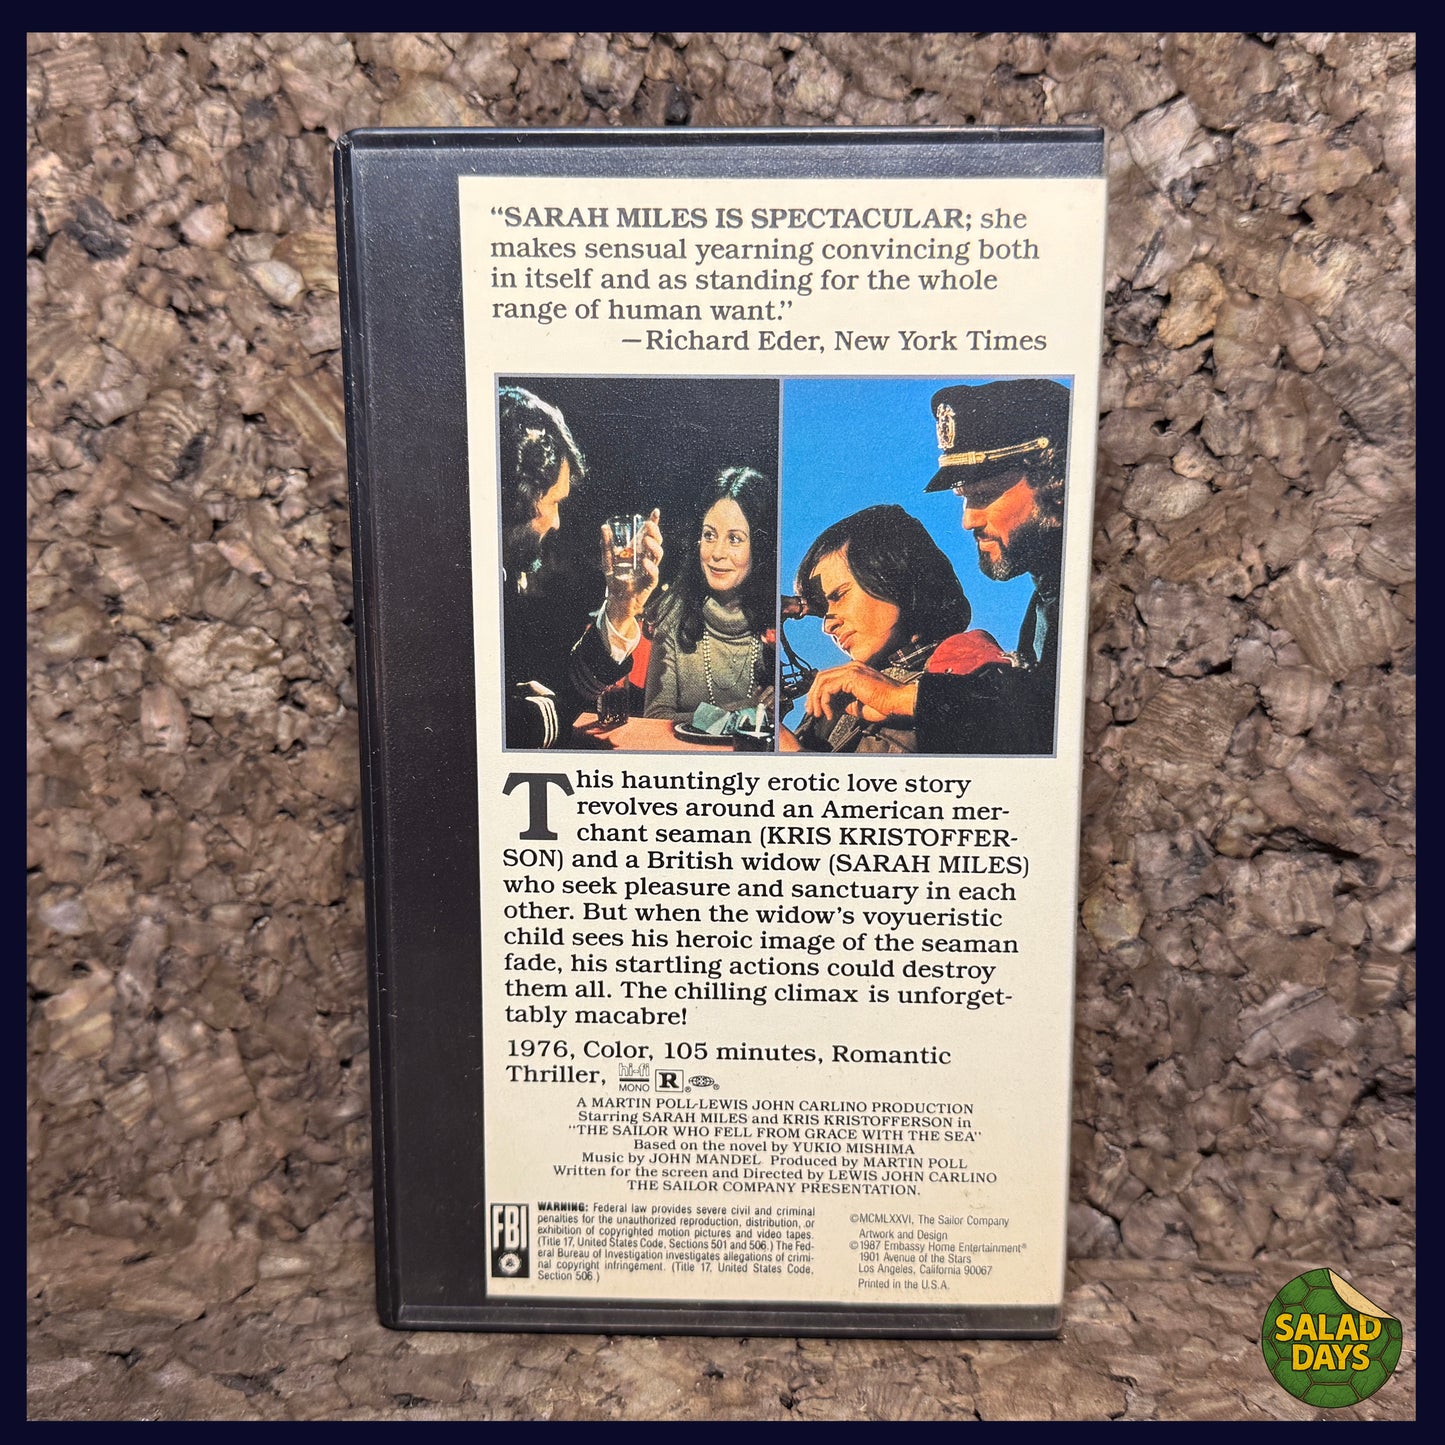 “SARAH MILES IS SPECTACULAR; she
makes sensual yearning convincing both
in itself and as standing for the whole
range of human want.”
—Richard Eder, New York Times
This hauntingly erotic love story
revolves around an American mer-
chant seaman (KRIS KRISTOFFER-
SON) and a British widow (SARAH MILES)
who seek pleasure and sanctuary in each
other. But when the widow’s voyueristic
child sees his heroic image of the seaman
fade, his startling actions could destroy
them all. The chilling climax is unforget-
tably macabre!
1976, Color, 105 minutes, Romantic
Thriller, hi-fi MONO R ®
A MARTIN POLL-LEWIS JOHN CARLINO PRODUCTION
Starring SARAH MILES and KRIS KRISTOFFERSON in
"THE SAILOR WHO FELL FROM GRACE WITH THE SEA"
Based on the novel by YUKIO MISHIMA
Music by JOHN MANDEL Produced by MARTIN POLL
Written for the screen and Directed by LEWIS JOHN CARLINO
THE SAILOR COMPANY PRESENTATION.
FBI
WARNING: Federal law provides severe civil and criminal
penalties for the unauthorized reproduction, distribution, or
exhibition of copyrighted motion pictures and video tapes.
(Title 17, United States Code, Sections 501 and 506.) The Fed-
eral Bureau of Investigation investigates allegations of crimi-
nal copyright infringement. (Title 17, United States Code,
Section 506.)
©MCMLXXVI, The Sailor Company
Artwork and Design
©1987 Embassy Home Entertainment®
1901 Avenue of the Stars
Los Angeles, California 90067
Printed in the U.S.A.
SALAD
DAYS